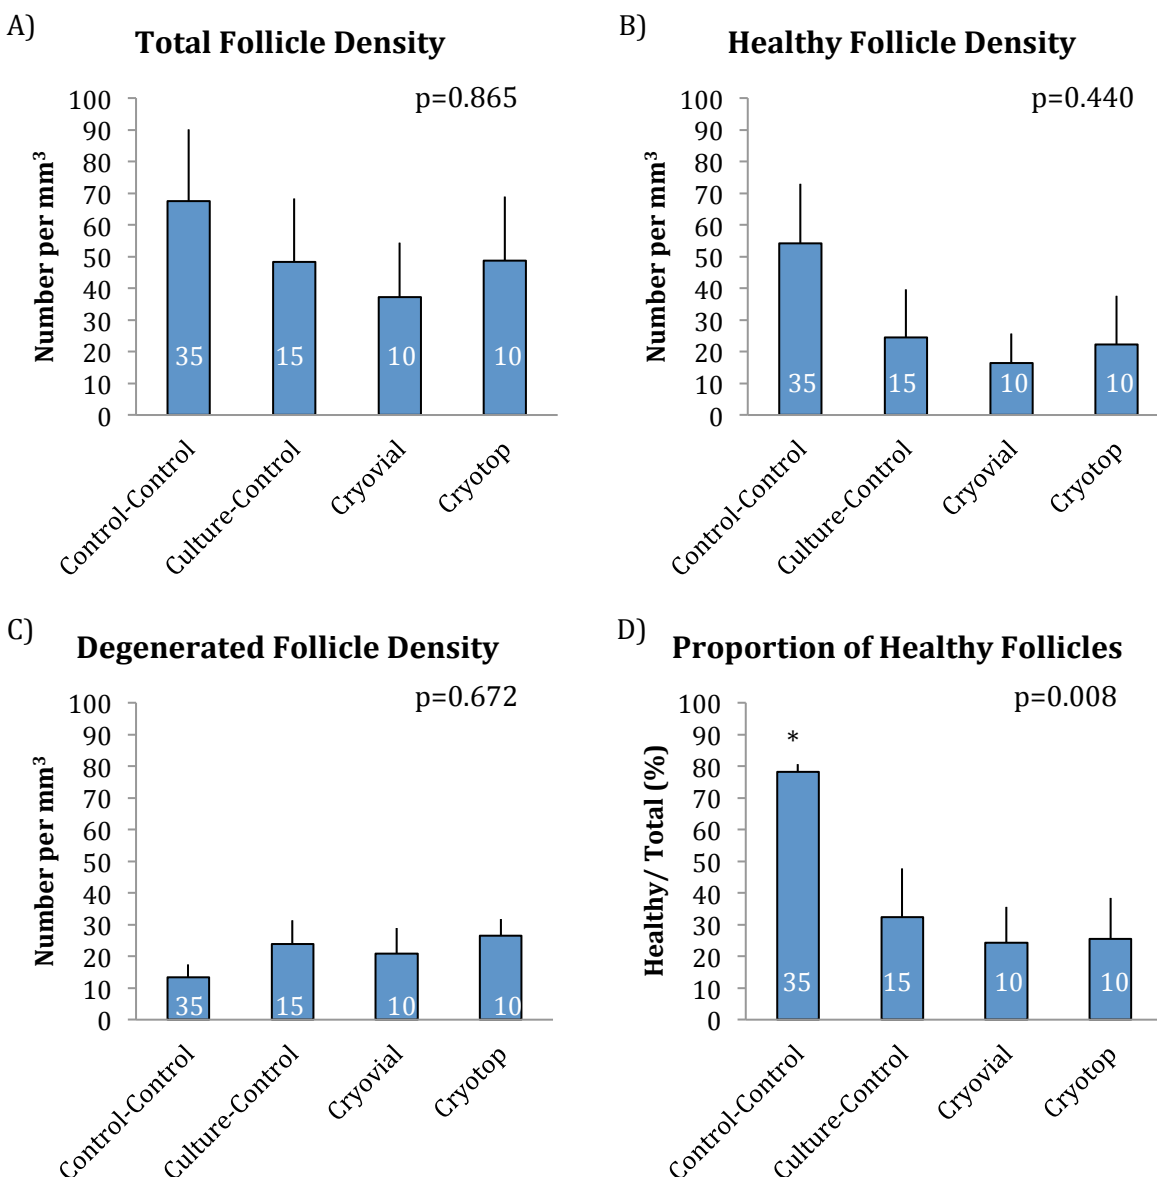 A)
Total Follicle Density
p=0.865
Number per mm³
100
90
80
70
60
50
40
30
20
10
0
35
15
10
10
Control-Control
Culture-Control
Cryovial
Cryotop
B)
Healthy Follicle Density
p=0.440
Number per mm³
100
90
80
70
60
50
40
30
20
10
0
35
15
10
10
Control-Control
Culture-Control
Cryovial
Cryotop
C)
Degenerated Follicle Density
p=0.672
Number per mm³
100
90
80
70
60
50
40
30
20
10
0
35
15
10
10
Control-Control
Culture-Control
Cryovial
Cryotop
D)
Proportion of Healthy Follicles
p=0.008
Healthy/ Total (%)
100
90
80
70
60
50
40
30
20
10
0
*
35
15
10
10
Control-Control
Culture-Control
Cryovial
Cryotop